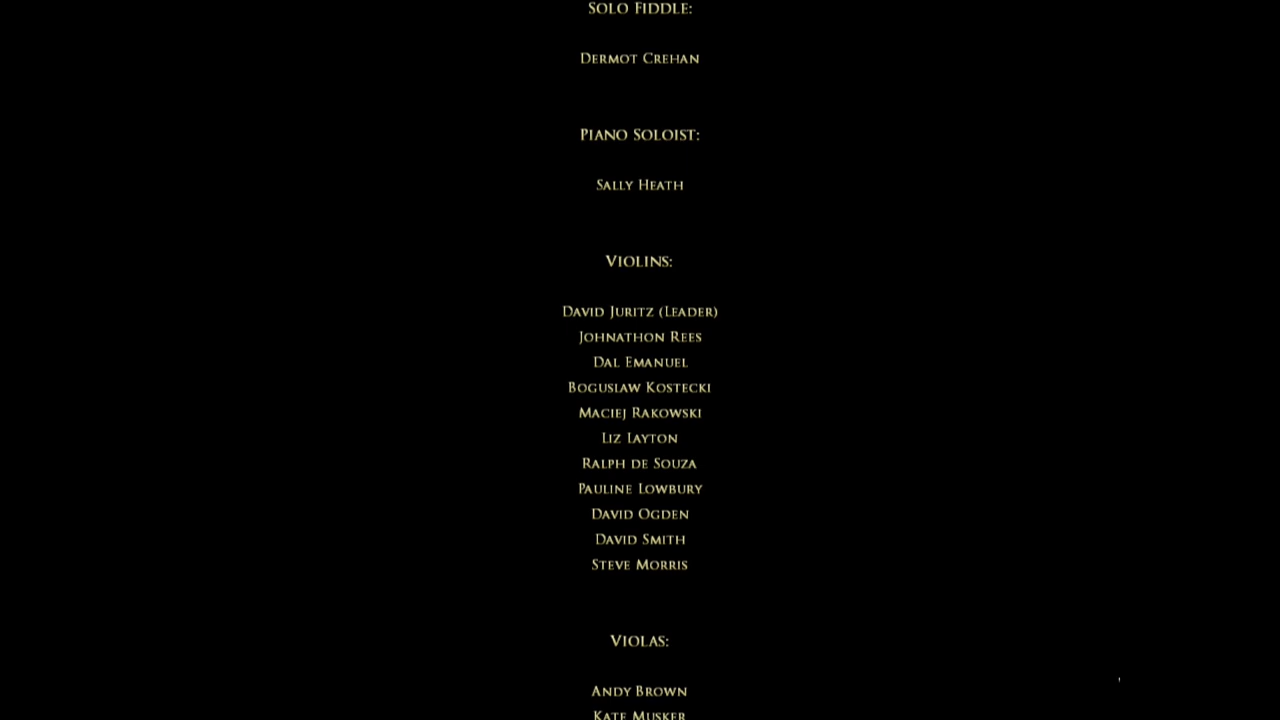 Solo Fiddle:
Dermot Crehan
Piano Soloist:
Sally Heath
Violins:
David Juritz (Leader)
Johnathon Rees
Dal Emanuel
Boguslaw Kostecki
Maciej Rakowski
Liz Layton
Ralph de Souza
Pauline Lowbury
David Ogden
David Smith
Steve Morris
Violas:
Andy Brown
Kate Musker